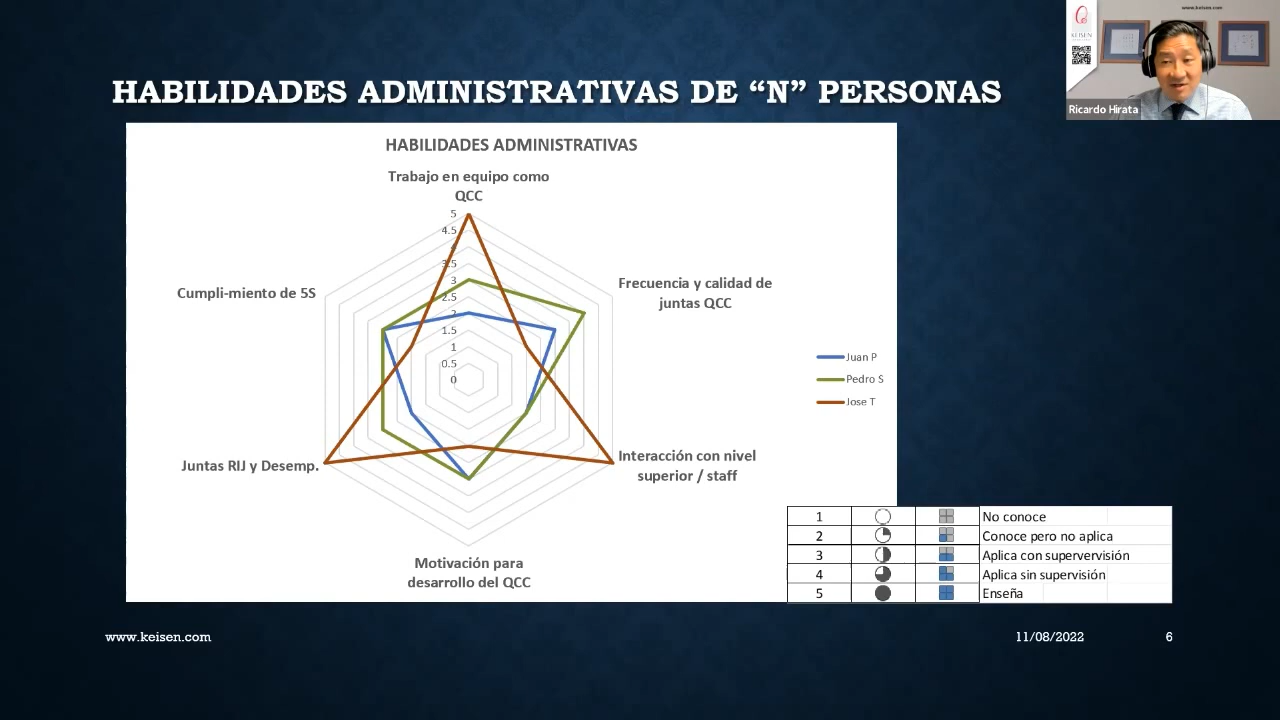 www.keisen.com
KEISEN
Ricardo Hirata
HABILIDADES ADMINISTRATIVAS DE “N” PERSONAS
HABILIDADES ADMINISTRATIVAS
Trabajo en equipo como
QCC
5
4.5
4
3.5
3
2.5
2
1.5
1
0.5
0
Frecuencia y calidad de
juntas QCC
Interacción con nivel
superior / staff
Motivación para
desarrollo del QCC
Juntas RIJ y Desemp.
Cumpli-miento de 5S
Juan P
Pedro S
Jose T
1 No conoce
2 Conoce pero no aplica
3 Aplica con supervervisión
4 Aplica sin supervisión
5 Enseña
www.keisen.com
11/08/2022
6